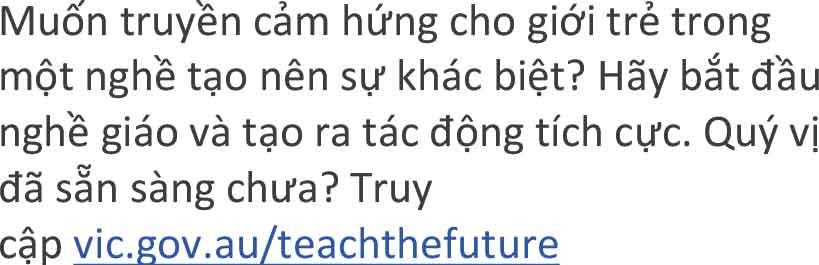 Muốn truyền cảm hứng cho giới trẻ trong
một nghề tạo nên sự khác biệt? Hãy bắt đầu
nghề giáo và tạo ra tác động tích cực. Quý vị
đã sẵn sàng chưa? Truy
cập vic.gov.au/teachthefuture